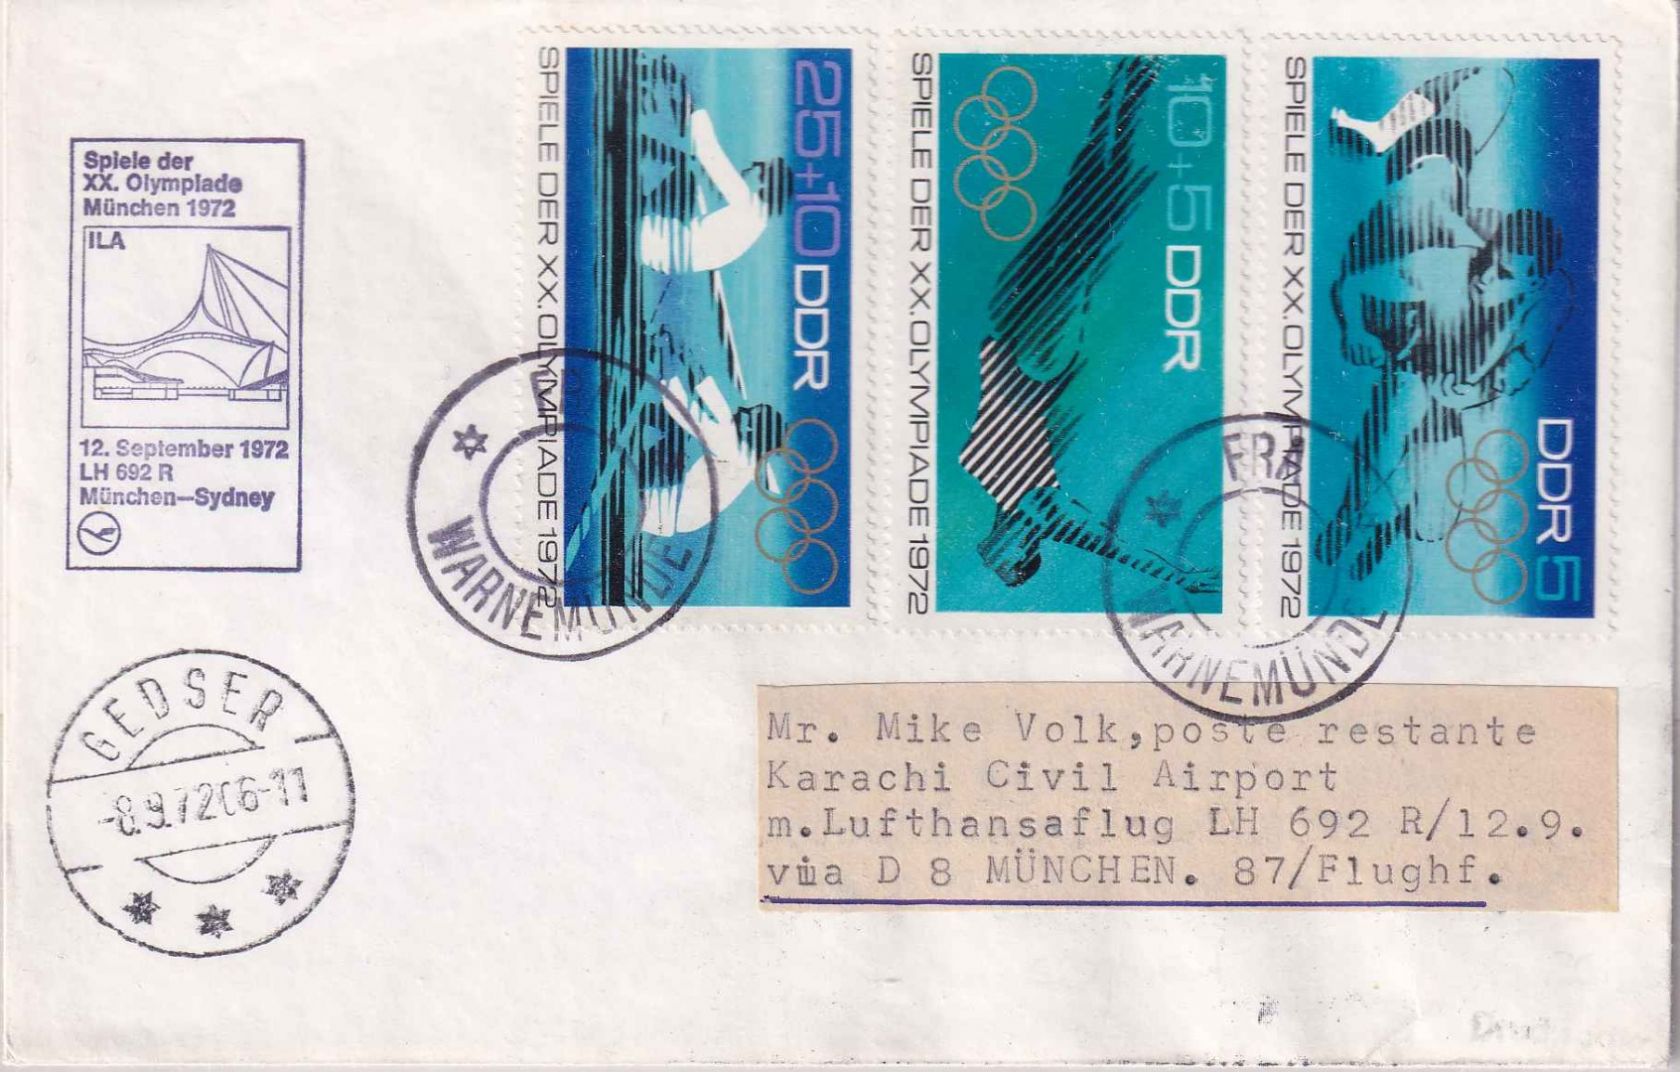 Spiele der
XX. Olympiade
München 1972
ILA
12. September 1972
LH 692 R
München—Sydney
SPIELE DER XX. OLYMPIADE 1972
25+10 DDR
SPIELE DER XX. OLYMPIADE 1972
10+5 DDR
SPIELE DER XX. OLYMPIADE 1972
DDR 5
WARNEMÜNDE
FRA
WARNEMÜNDE
GEDSER
-8.9.72 06-11
Mr. Mike Volk, poste restante
Karachi Civil Airport
m.Lufthansaflug LH 692 R/12.9.
via D 8 MÜNCHEN. 87/Flughf.